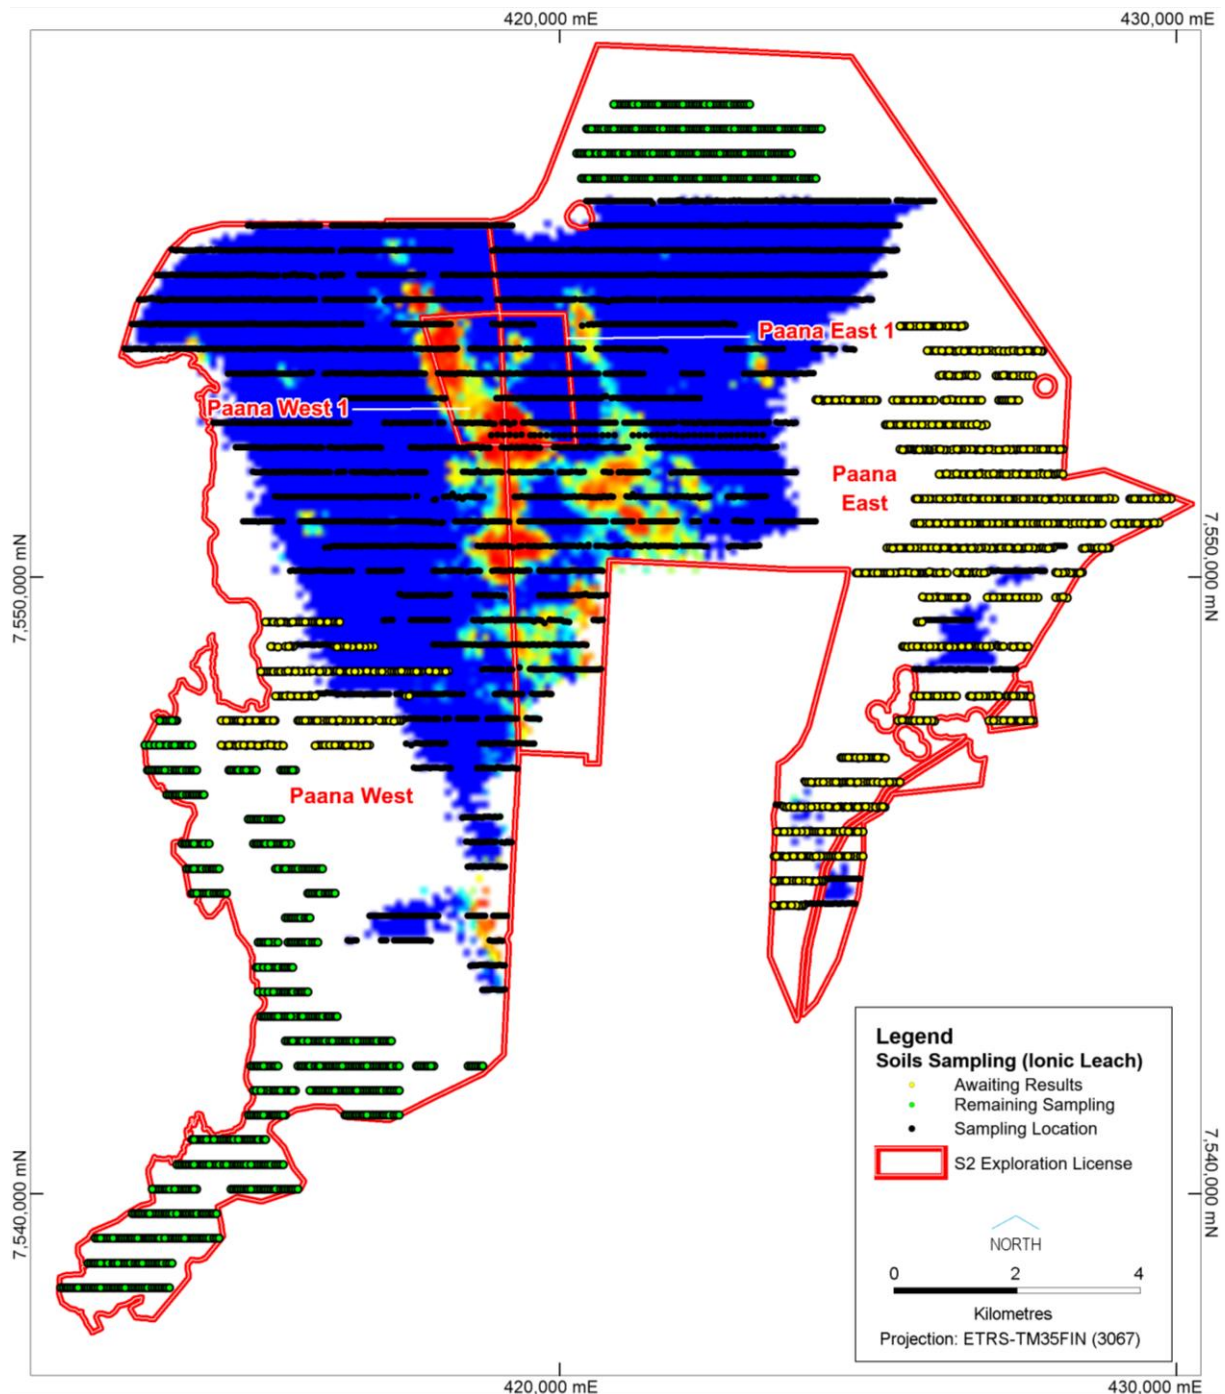 420,000 mE
430,000 mE
Paana East 1
Paana West 1
Paana
East
7,550,000 mN
7,550,000 mN
Paana West
Legend
Soils Sampling (Ionic Leach)
Awaiting Results
Remaining Sampling
Sampling Location
S2 Exploration License
NORTH
0 2 4
Kilometres
Projection: ETRS-TM35FIN (3067)
7,540,000 mN
7,540,000 mN
420,000 mE
430,000 mE